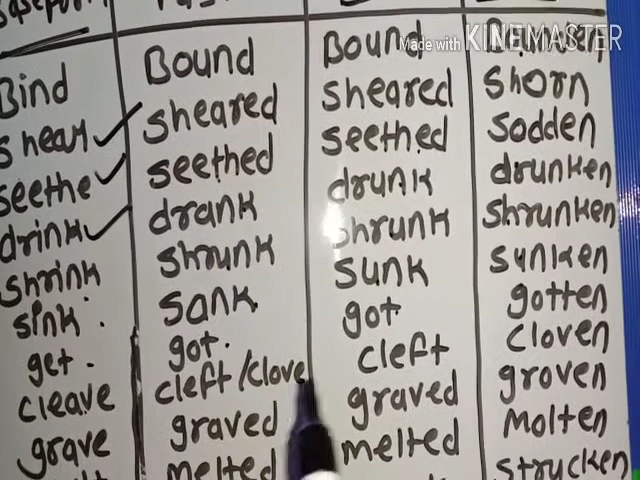 Made with KINEMASTER
Bind Bound Bound
shear sheared sheared Shorn
seethe seethed seethed sodden
drink drank drunk drunken
shrink shrunk shrunk shrunken
sink sank sunk sunken
get got got gotten
cleave cleft/clove cleft cloven
grave graved graved groven
melted melted Molten
strucken